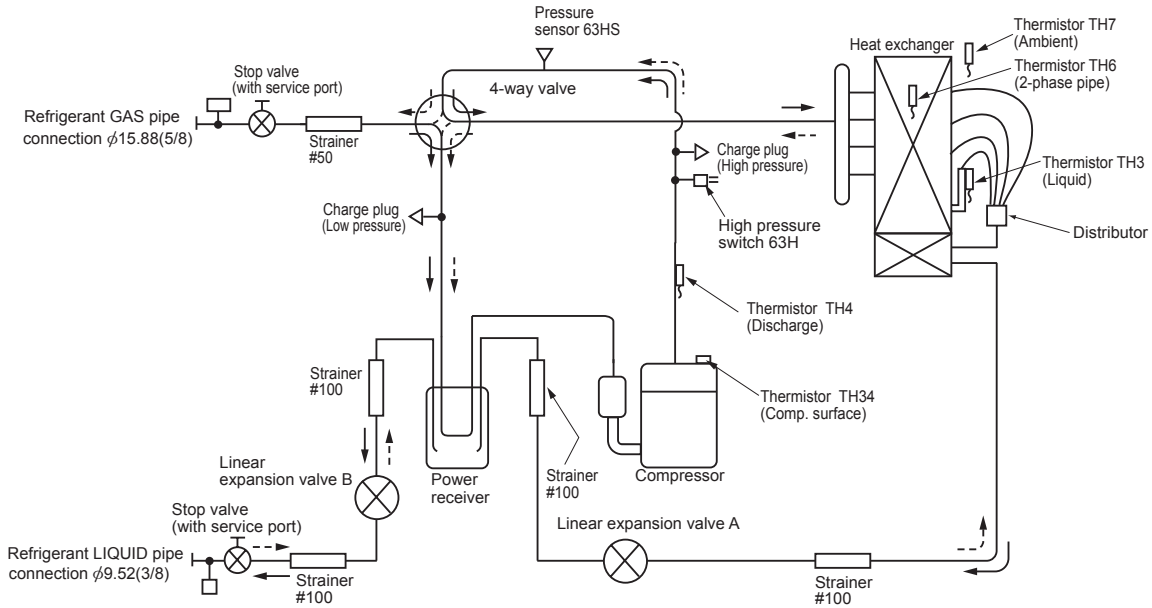 Pressure
sensor 63HS
Thermistor TH7
(Ambient)
Heat exchanger
Thermistor TH6
(2-phase pipe)
Stop valve
(with service port)
4-way valve
Refrigerant GAS pipe
connection ϕ15.88(5/8)
Strainer
#50
Charge plug
(High pressure)
Thermistor TH3
(Liquid)
Charge plug
(Low pressure)
High pressure
switch 63H
Distributor
Thermistor TH4
(Discharge)
Strainer
#100
Thermistor TH34
(Comp. surface)
Linear
expansion valve B
Power
receiver
Strainer
#100
Compressor
Stop valve
(with service port)
Linear expansion valve A
Refrigerant LIQUID pipe
connection ϕ9.52(3/8)
Strainer
#100
Strainer
#100